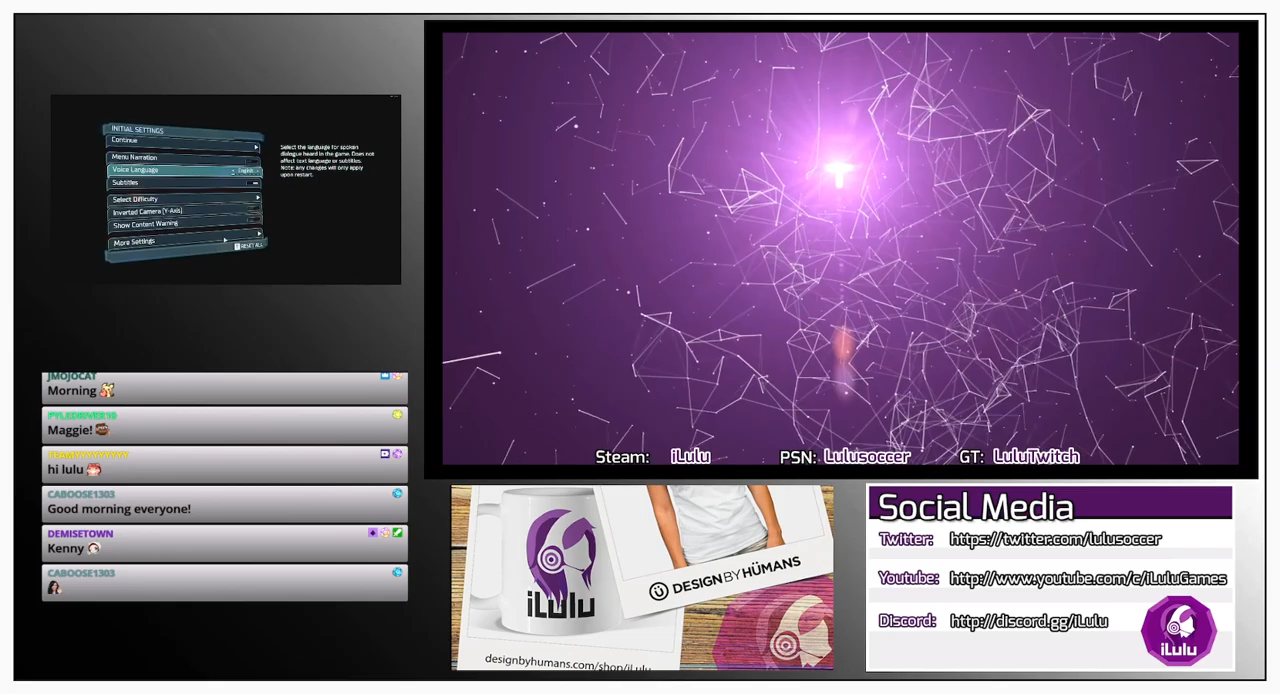 INITIAL SETTINGS
Continue
Menu Narration
Voice Language
English
Subtitles
Select Difficulty
Inverted Camera (Y-Axis)
Show Content Warning
More Settings
RESET ALL
Select the language for spoken
dialogue heard in the game. Does not
affect text language or subtitles.
Note: any changes will only apply
upon restart.
JMOJOCAT
Morning
PYLEDRIVER10
Maggie!
hi lulu
CABOOSE1303
Good morning everyone!
DEMISETOWN
Kenny
CABOOSE1303
Steam: iLulu PSN: Lulusoccer GT: LuluTwitch
iLulu
DESIGN BY HÜMANS
designbyhumans.com/shop/iLulu
Social Media
Twitter: https://twitter.com/lulusoccer
Youtube: http://www.youtube.com/c/iLuluGames
Discord: http://discord.gg/iLulu
iLulu